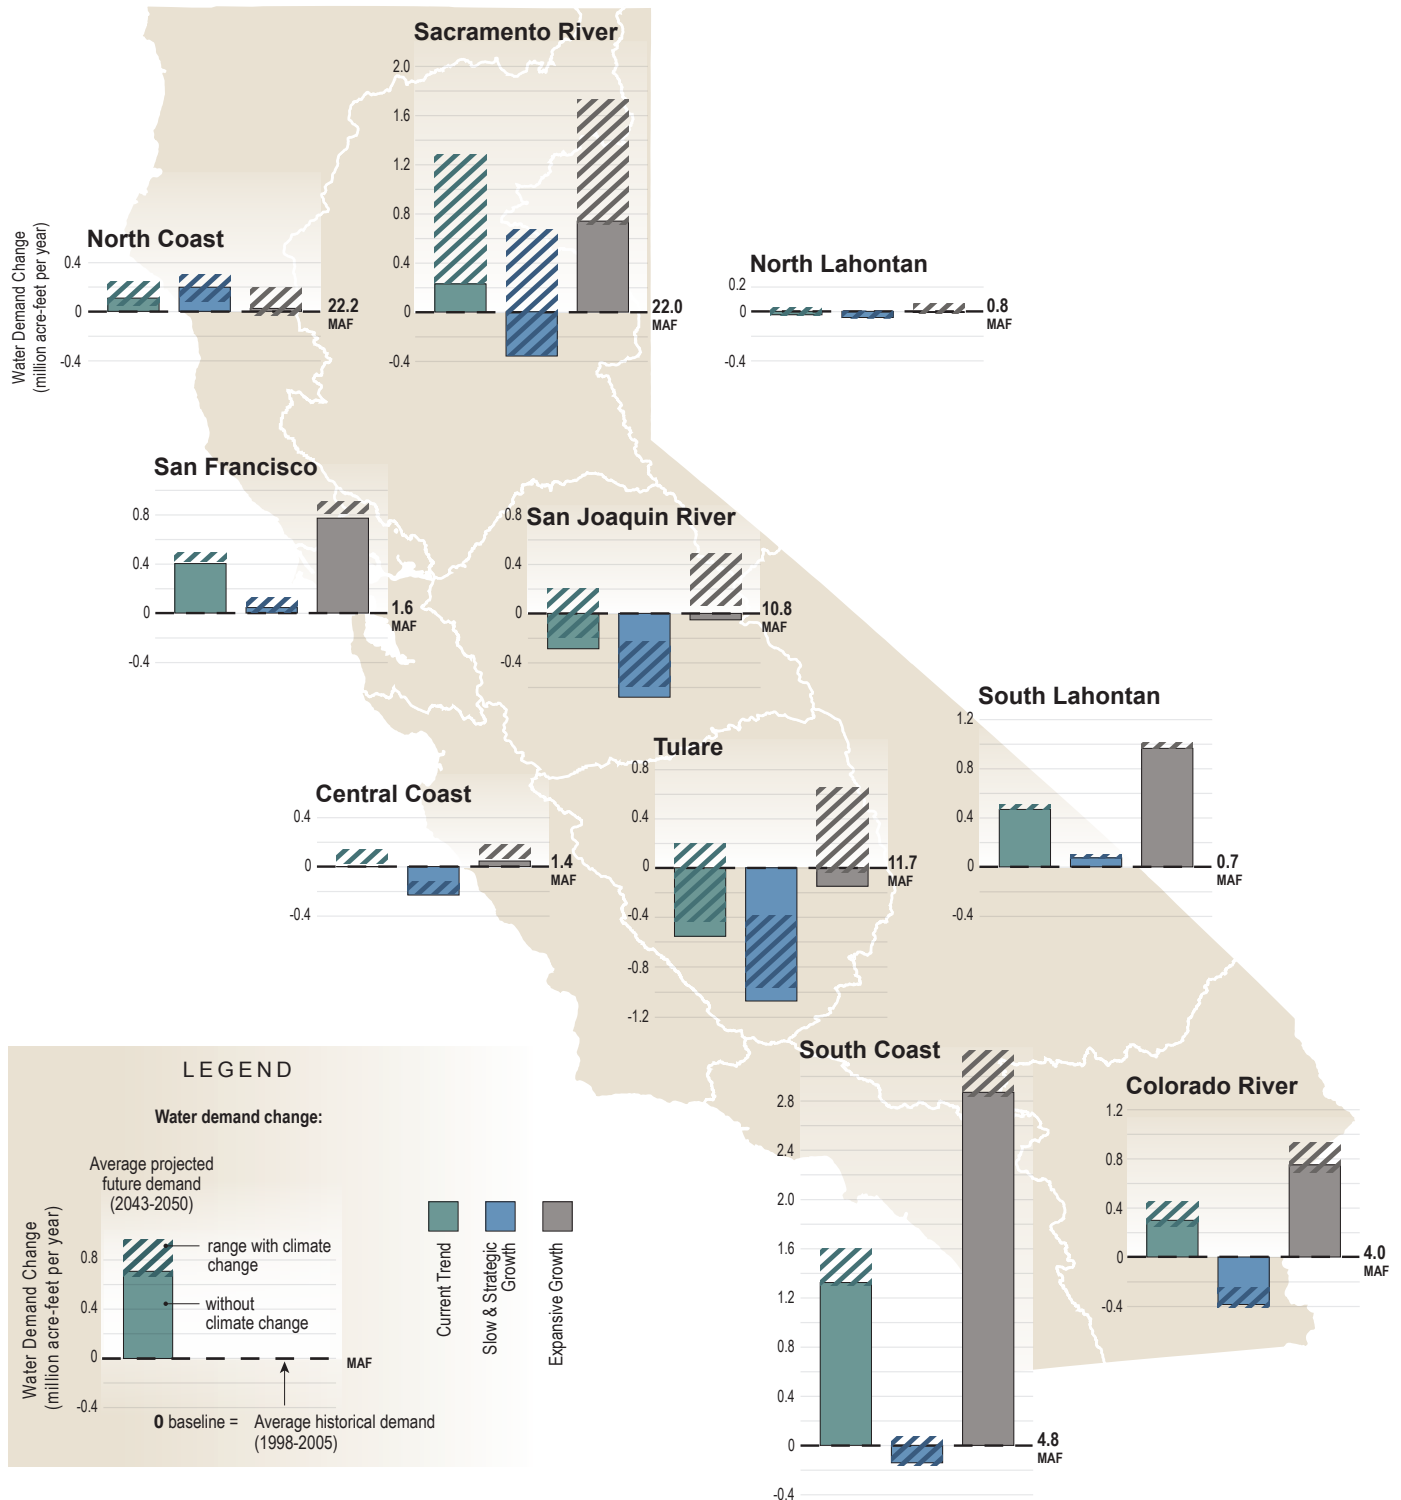 Sacramento River
2.0
1.6
1.2
0.8
0.4
0
-0.4
22.0
MAF
Water Demand Change
(million acre-feet per year)
North Coast
0.4
0
-0.4
22.2
MAF
North Lahontan
0.2
0
-0.4
0.8
MAF
San Francisco
0.8
0.4
0
-0.4
1.6
MAF
San Joaquin River
0.8
0.4
0
-0.4
10.8
MAF
South Lahontan
1.2
0.8
0.4
0
-0.4
0.7
MAF
Tulare
0.8
0.4
0
-0.4
-0.8
-1.2
11.7
MAF
Central Coast
0.4
0
-0.4
1.4
MAF
South Coast
2.8
2.4
2.0
1.6
1.2
0.8
0.4
0
-0.4
4.8
MAF
Colorado River
1.2
0.8
0.4
0
-0.4
4.0
MAF
LEGEND
Water demand change:
Average projected
future demand
(2043-2050)
Water Demand Change
(million acre-feet per year)
0.8
0.4
0
-0.4
range with climate
change
without
climate change
MAF
0 baseline = Average historical demand
(1998-2005)
Current Trend
Slow & Strategic
Growth
Expansive Growth